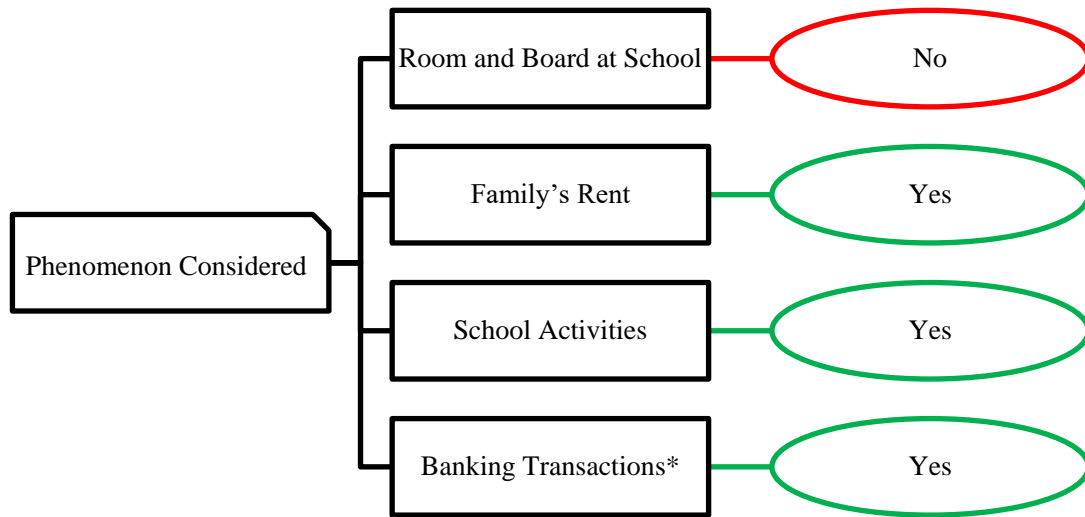 Room and Board at School
No
Family’s Rent
Yes
Phenomenon Considered
School Activities
Yes
Banking Transactions*
Yes